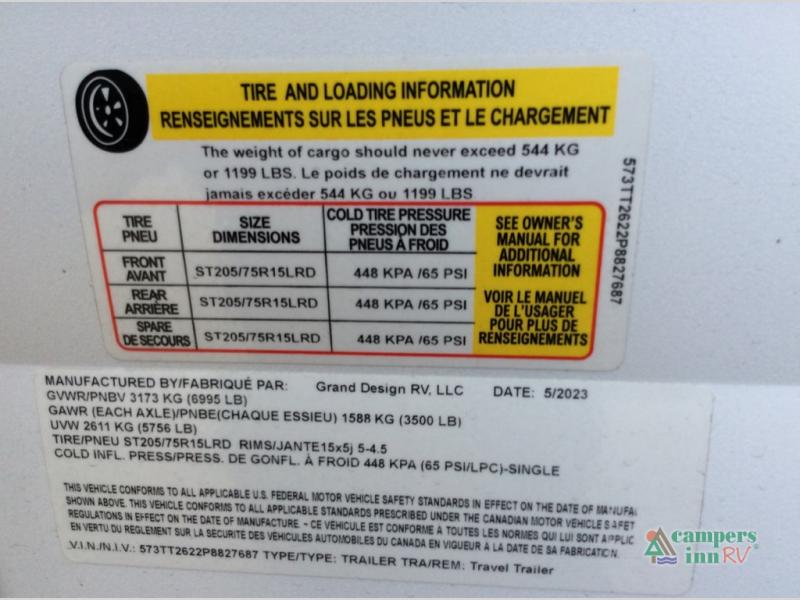 TIRE AND LOADING INFORMATION
RENSEIGNEMENTS SUR LES PNEUS ET LE CHARGEMENT
The weight of cargo should never exceed 544 KG
or 1199 LBS. Le poids de chargement ne devrait
jamais excéder 544 KG ou 1199 LBS
TIRE
PNEU
SIZE
DIMENSIONS
COLD TIRE PRESSURE
PRESSION DES
PNEUS À FROID
FRONT
AVANT
ST205/75R15LRD
448 KPA /65 PSI
REAR
ARRIÈRE
ST205/75R15LRD
448 KPA /65 PSI
SPARE
DE SECOURS
ST205/75R15LRD
448 KPA /65 PSI
SEE OWNER'S
MANUAL FOR
ADDITIONAL
INFORMATION
VOIR LE MANUEL
DE L'USAGER
POUR PLUS DE
RENSEIGNEMENTS
573TT2622P8827687
MANUFACTURED BY/FABRIQUÉ PAR: Grand Design RV, LLC DATE: 5/2023
GVWR/PNBV 3173 KG (6995 LB)
GAWR (EACH AXLE)/PNBE(CHAQUE ESSIEU) 1588 KG (3500 LB)
UVW 2611 KG (5756 LB)
TIRE/PNEU ST205/75R15LRD RIMS/JANTE15x5j 5-4.5
COLD INFL. PRESS/PRESS. DE GONFL. À FROID 448 KPA (65 PSI/LPC)-SINGLE
THIS VEHICLE CONFORMS TO ALL APPLICABLE U.S. FEDERAL MOTOR VEHICLE SAFETY STANDARDS IN EFFECT ON THE DATE OF MANUFA
SHOWN ABOVE. THIS VEHICLE CONFORMS TO ALL APPLICABLE STANDARDS PRESCRIBED UNDER THE CANADIAN MOTOR VEHICLE SAFET
REGULATIONS IN EFFECT ON THE DATE OF MANUFACTURE. - CE VÉHICULE EST CONFORME A TOUTES LES NORMES QUI LUI SONT APPLIC
EN VERTU DU REGLEMENT SUR LA SECURITE DES VÉHICULES AUTOMOBILES DU CANADA EN VIGUEUR A LA DATE DE SA FABRICATION.
V.I.N./N.I.V.: 573TT2622P8827687 TYPE/TYPE: TRAILER TRA/REM: Travel Trailer
campers
inn RV